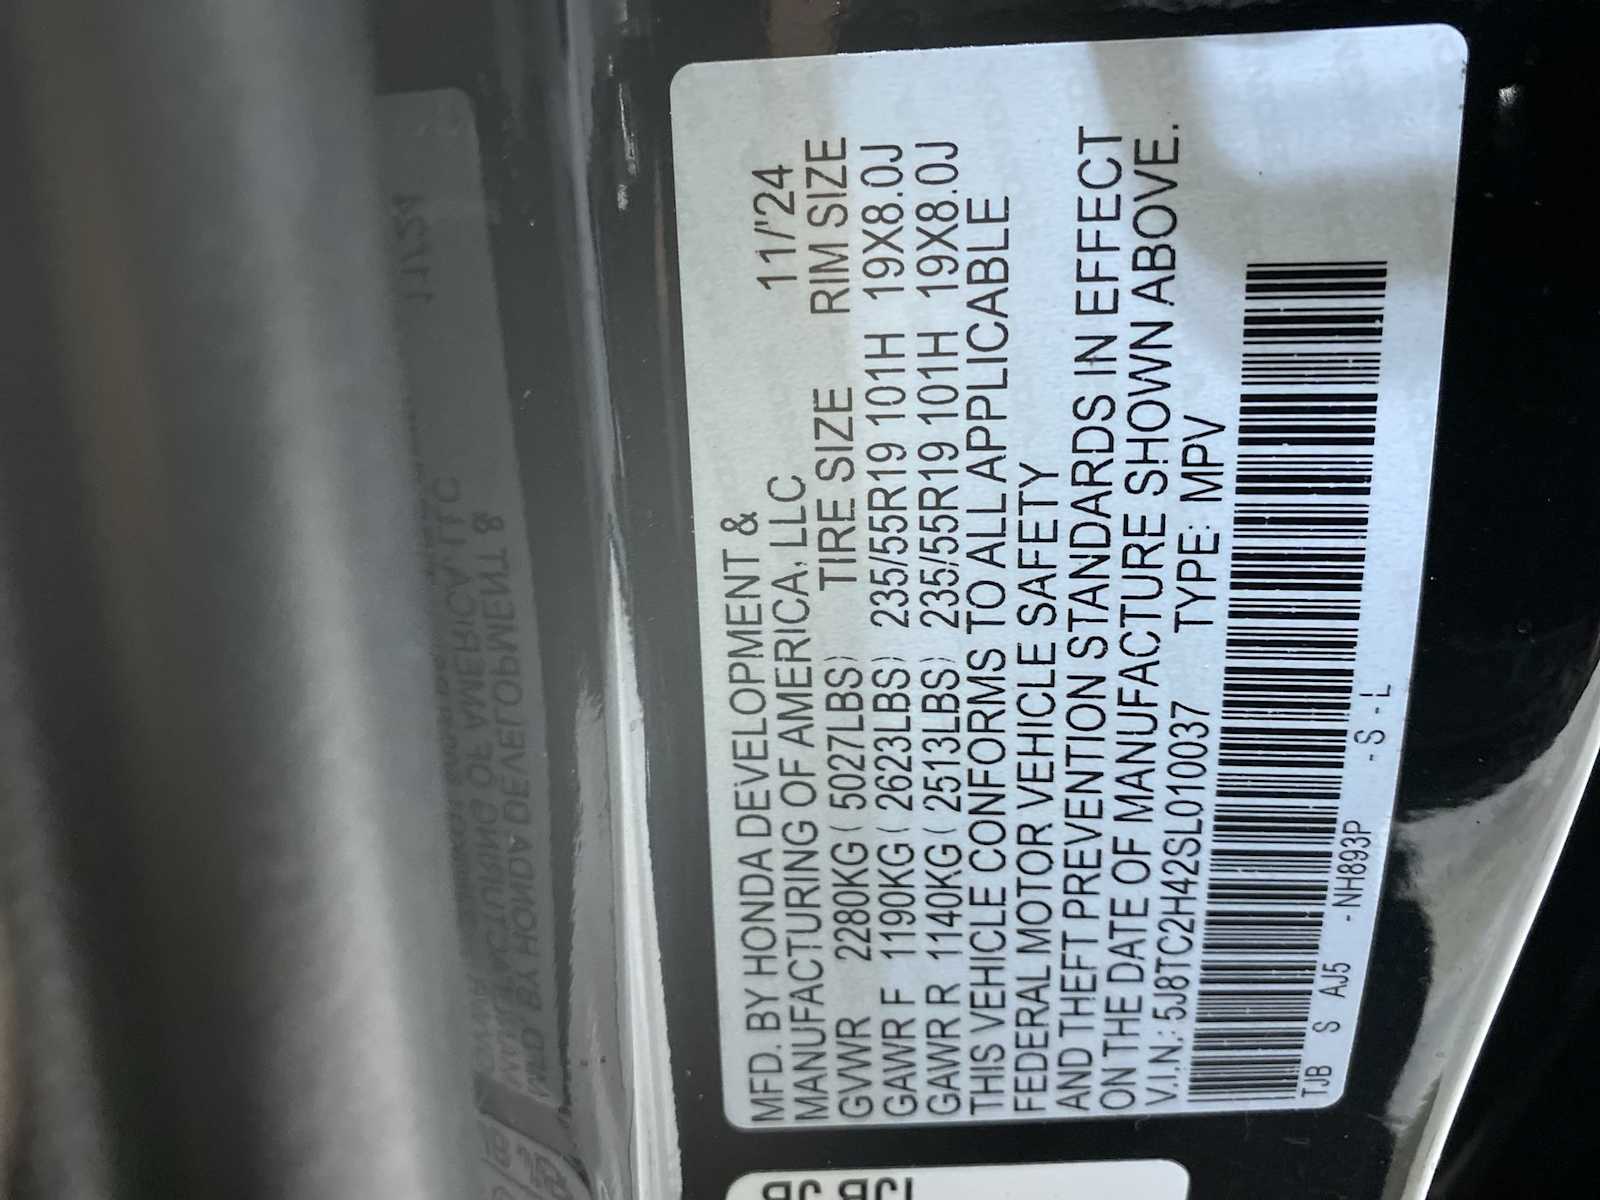 MFD. BY HONDA DEVELOPMENT &
MANUFACTURING OF AMERICA, LLC 11/'24
GVWR 2280KG ( 5027LBS) TIRE SIZE RIM SIZE
GAWR F 1190KG ( 2623LBS) 235/55R19 101H 19X8.0J
GAWR R 1140KG ( 2513LBS) 235/55R19 101H 19X8.0J
THIS VEHICLE CONFORMS TO ALL APPLICABLE
FEDERAL MOTOR VEHICLE SAFETY
AND THEFT PREVENTION STANDARDS IN EFFECT
ON THE DATE OF MANUFACTURE SHOWN ABOVE.
V.I.N.: 5J8TC2H42SL010037 TYPE: MPV
TJB S AJ5 -NH893P - S - L